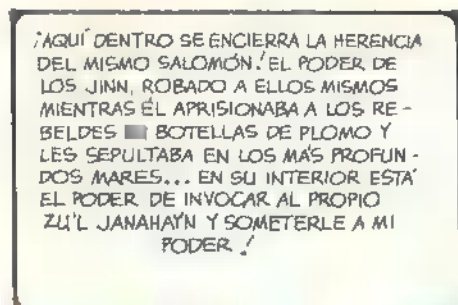 ¡AQUÍ DENTRO SE ENCIERRA LA HERENCIA
DEL MISMO SALOMÓN! EL PODER DE
LOS JINN, ROBADO A ELLOS MISMOS
MIENTRAS ÉL APRISIONABA A LOS RE-
BELDES BOTELLAS DE PLOMO Y
LES SEPULTABA EN LOS MÁS PROFUN-
DOS MARES... EN SU INTERIOR ESTÁ
EL PODER DE INVOCAR AL PROPIO
ZU'L JANAHAYN Y SOMETERLE A MI
PODER!